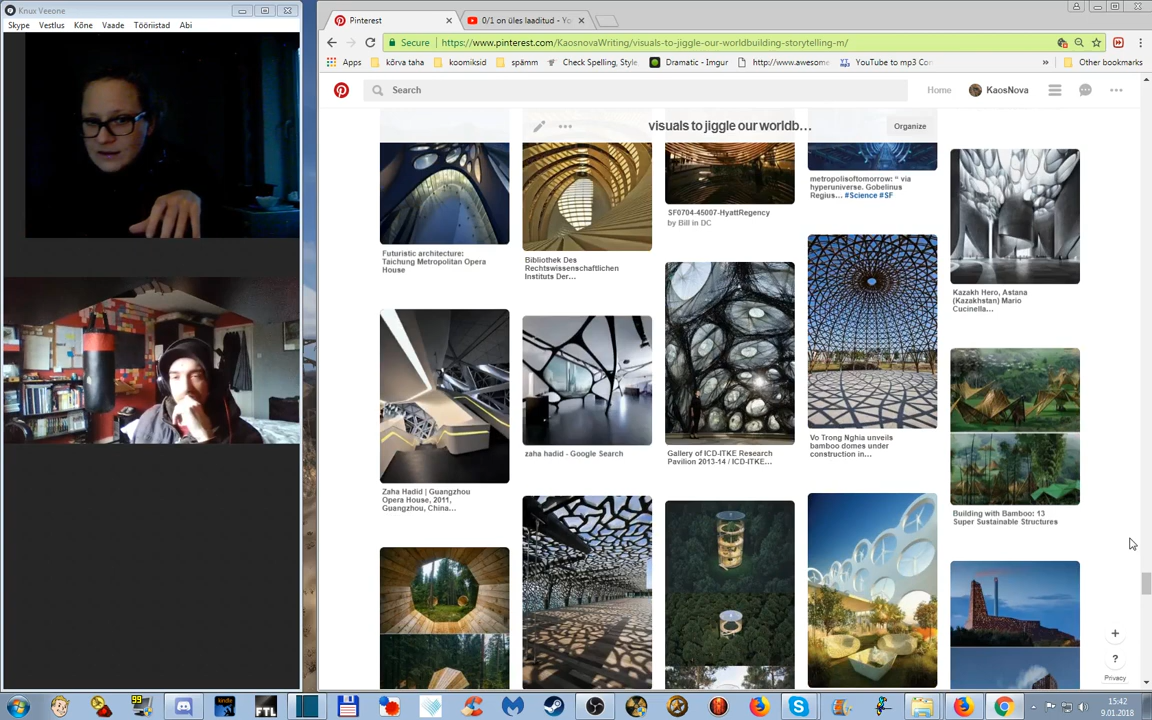 Knux Veeone
Skype Vestlus Kõne Vaade Tööriistad Abi
Pinterest
0/1 on üles laaditud - Yo
Secure https://www.pinterest.com/KaosnovaWriting/visuals-to-jiggle-our-worldbuilding-storytelling-m/
Apps kõrva taha koomiksid spämm Check Spelling, Style, Dramatic - Imgur http://www.awesome YouTube to mp3 Con » Other bookmarks
Search
Home KaosNova
visuals to jiggle our worldb…
Organize
metropolisoftomorrow: “ via
hyperuniverse. Gobelinus
Regius… #Science #SF
SF0704-45007-HyattRegency
by Bill in DC
Futuristic architecture:
Taichung Metropolitan Opera
House
Bibliothek Des
Rechtswissenschaftlichen
Instituts Der…
Kazakh Hero, Astana
(Kazakhstan) Mario
Cucinella…
Vo Trong Nghia unveils
bamboo domes under
construction in…
zaha hadid - Google Search
Gallery of ICD-ITKE Research
Pavilion 2013-14 / ICD-ITKE…
Zaha Hadid | Guangzhou
Opera House, 2011,
Guangzhou, China…
Building with Bamboo: 13
Super Sustainable Structures
+
?
Privacy
99
kindle
FTL
15:42
9.01.2018